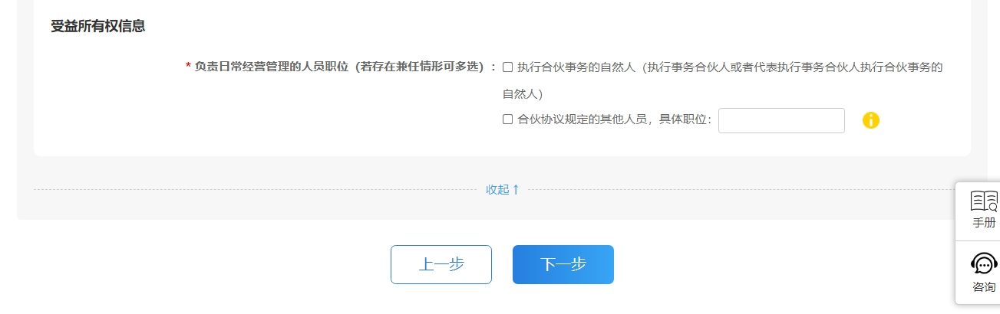 受益所有权信息
* 负责日常经营管理的人员职位（若存在兼任情形可多选）： 执行合伙事务的自然人（执行事务合伙人或者代表执行事务合伙人执行合伙事务的
自然人）
合伙协议规定的其他人员，具体职位：
收起↑
手册
上一步 下一步
咨询